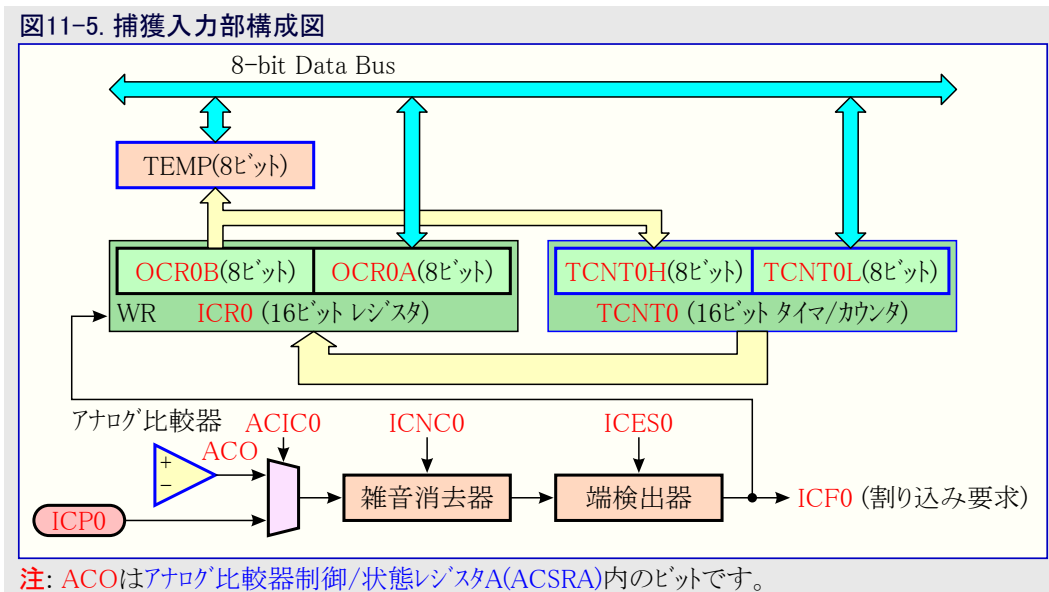 図11-5. 捕獲入力部構成図
8-bit Data Bus
TEMP(8ﾋﾞｯﾄ)
OCR0B(8ﾋﾞｯﾄ) OCR0A(8ﾋﾞｯﾄ)
TCNT0H(8ﾋﾞｯﾄ) TCNT0L(8ﾋﾞｯﾄ)
WR ICR0 (16ﾋﾞｯﾄ ﾚｼﾞｽﾀ)
TCNT0 (16ﾋﾞｯﾄ ﾀｲﾏ/ｶｳﾝﾀ)
ｱﾅﾛｸﾞ比較器
ACIC0 ICNC0 ICES0
ACO
+
−
雑音消去器
端検出器
ICF0 (割り込み要求)
ICP0
注: ACOはｱﾅﾛｸﾞ比較器制御/状態ﾚｼﾞｽﾀA(ACSRA)内のﾋﾞｯﾄです。